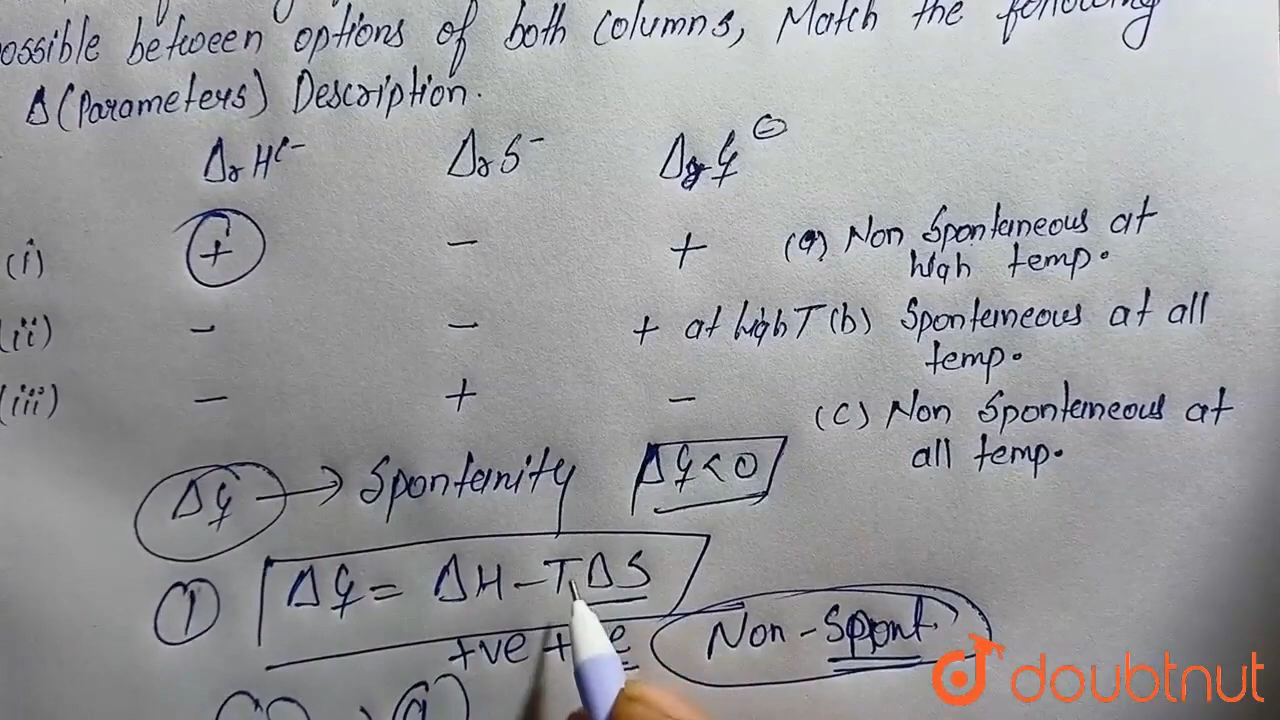 ossible between options of both columns, Match the following
Δ(Parameters) Description.
ΔrH⊖ ΔrS⁻ ΔrG⊖
(i) + − + (a) Non Spontaneous at
high temp.
(ii) − − + at high T (b) Spontaneous at all
temp.
(iii) − + − (c) Non Spontaneous at
all temp.
ΔG → Spontenity ΔG<0
① ΔG = ΔH−TΔS
+ve + Non-Spont.
doubtnut